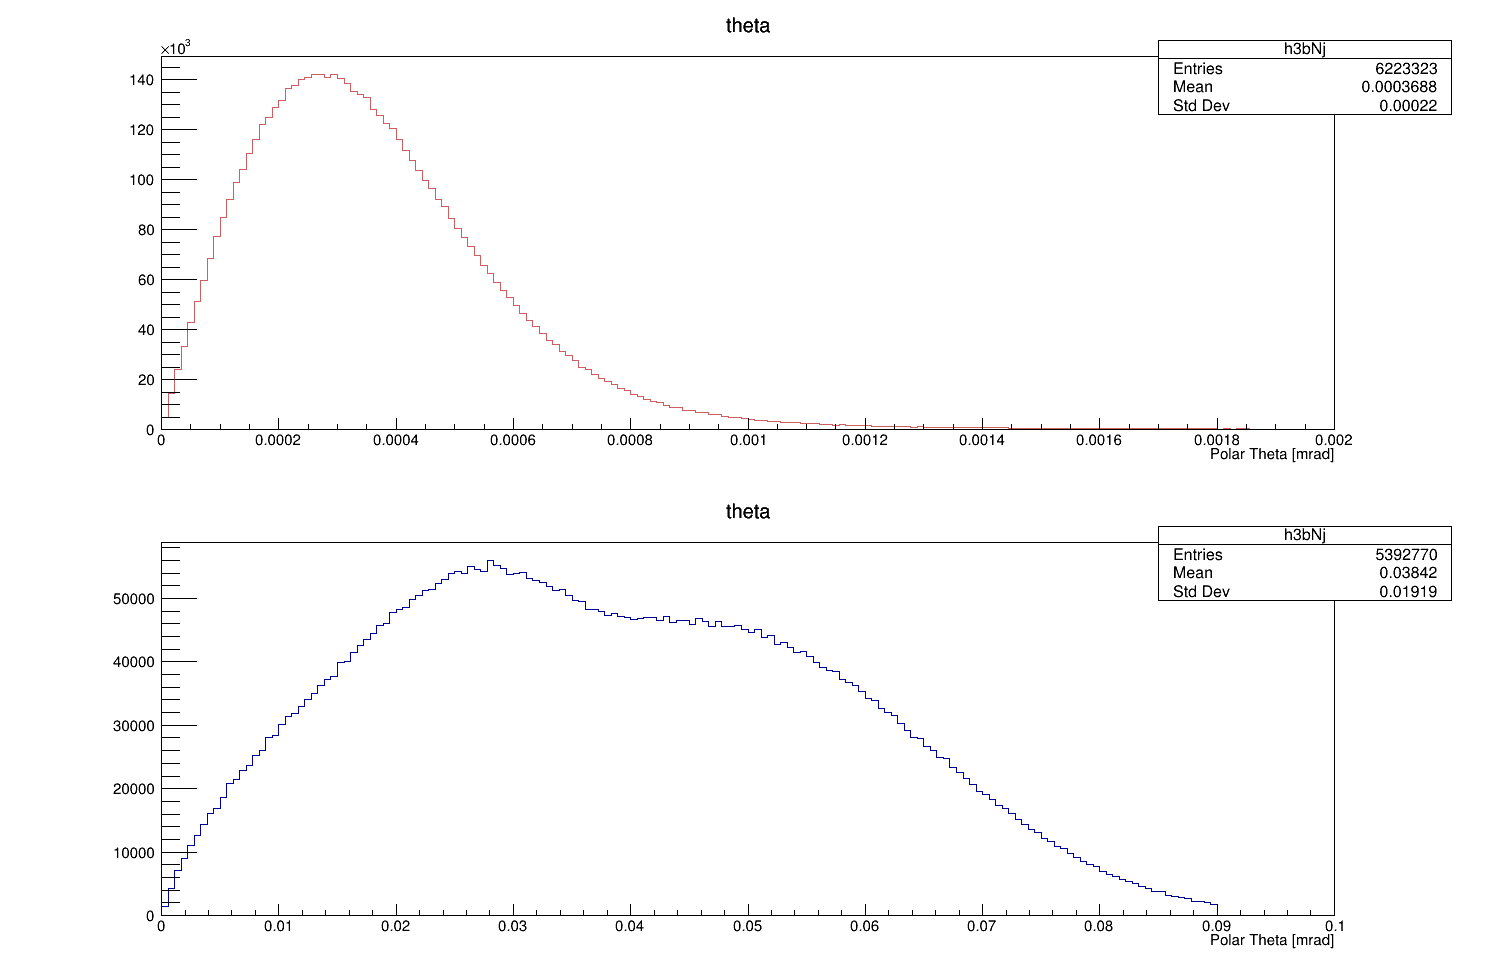 theta
×10³
h3bNj
Entries 6223323
Mean 0.0003688
Std Dev 0.00022
140
120
100
80
60
40
20
0
0 0.0002 0.0004 0.0006 0.0008 0.001 0.0012 0.0014 0.0016 0.0018 0.002
Polar Theta [mrad]
theta
h3bNj
Entries 5392770
Mean 0.03842
Std Dev 0.01919
50000
40000
30000
20000
10000
0
0 0.01 0.02 0.03 0.04 0.05 0.06 0.07 0.08 0.09 0.1
Polar Theta [mrad]